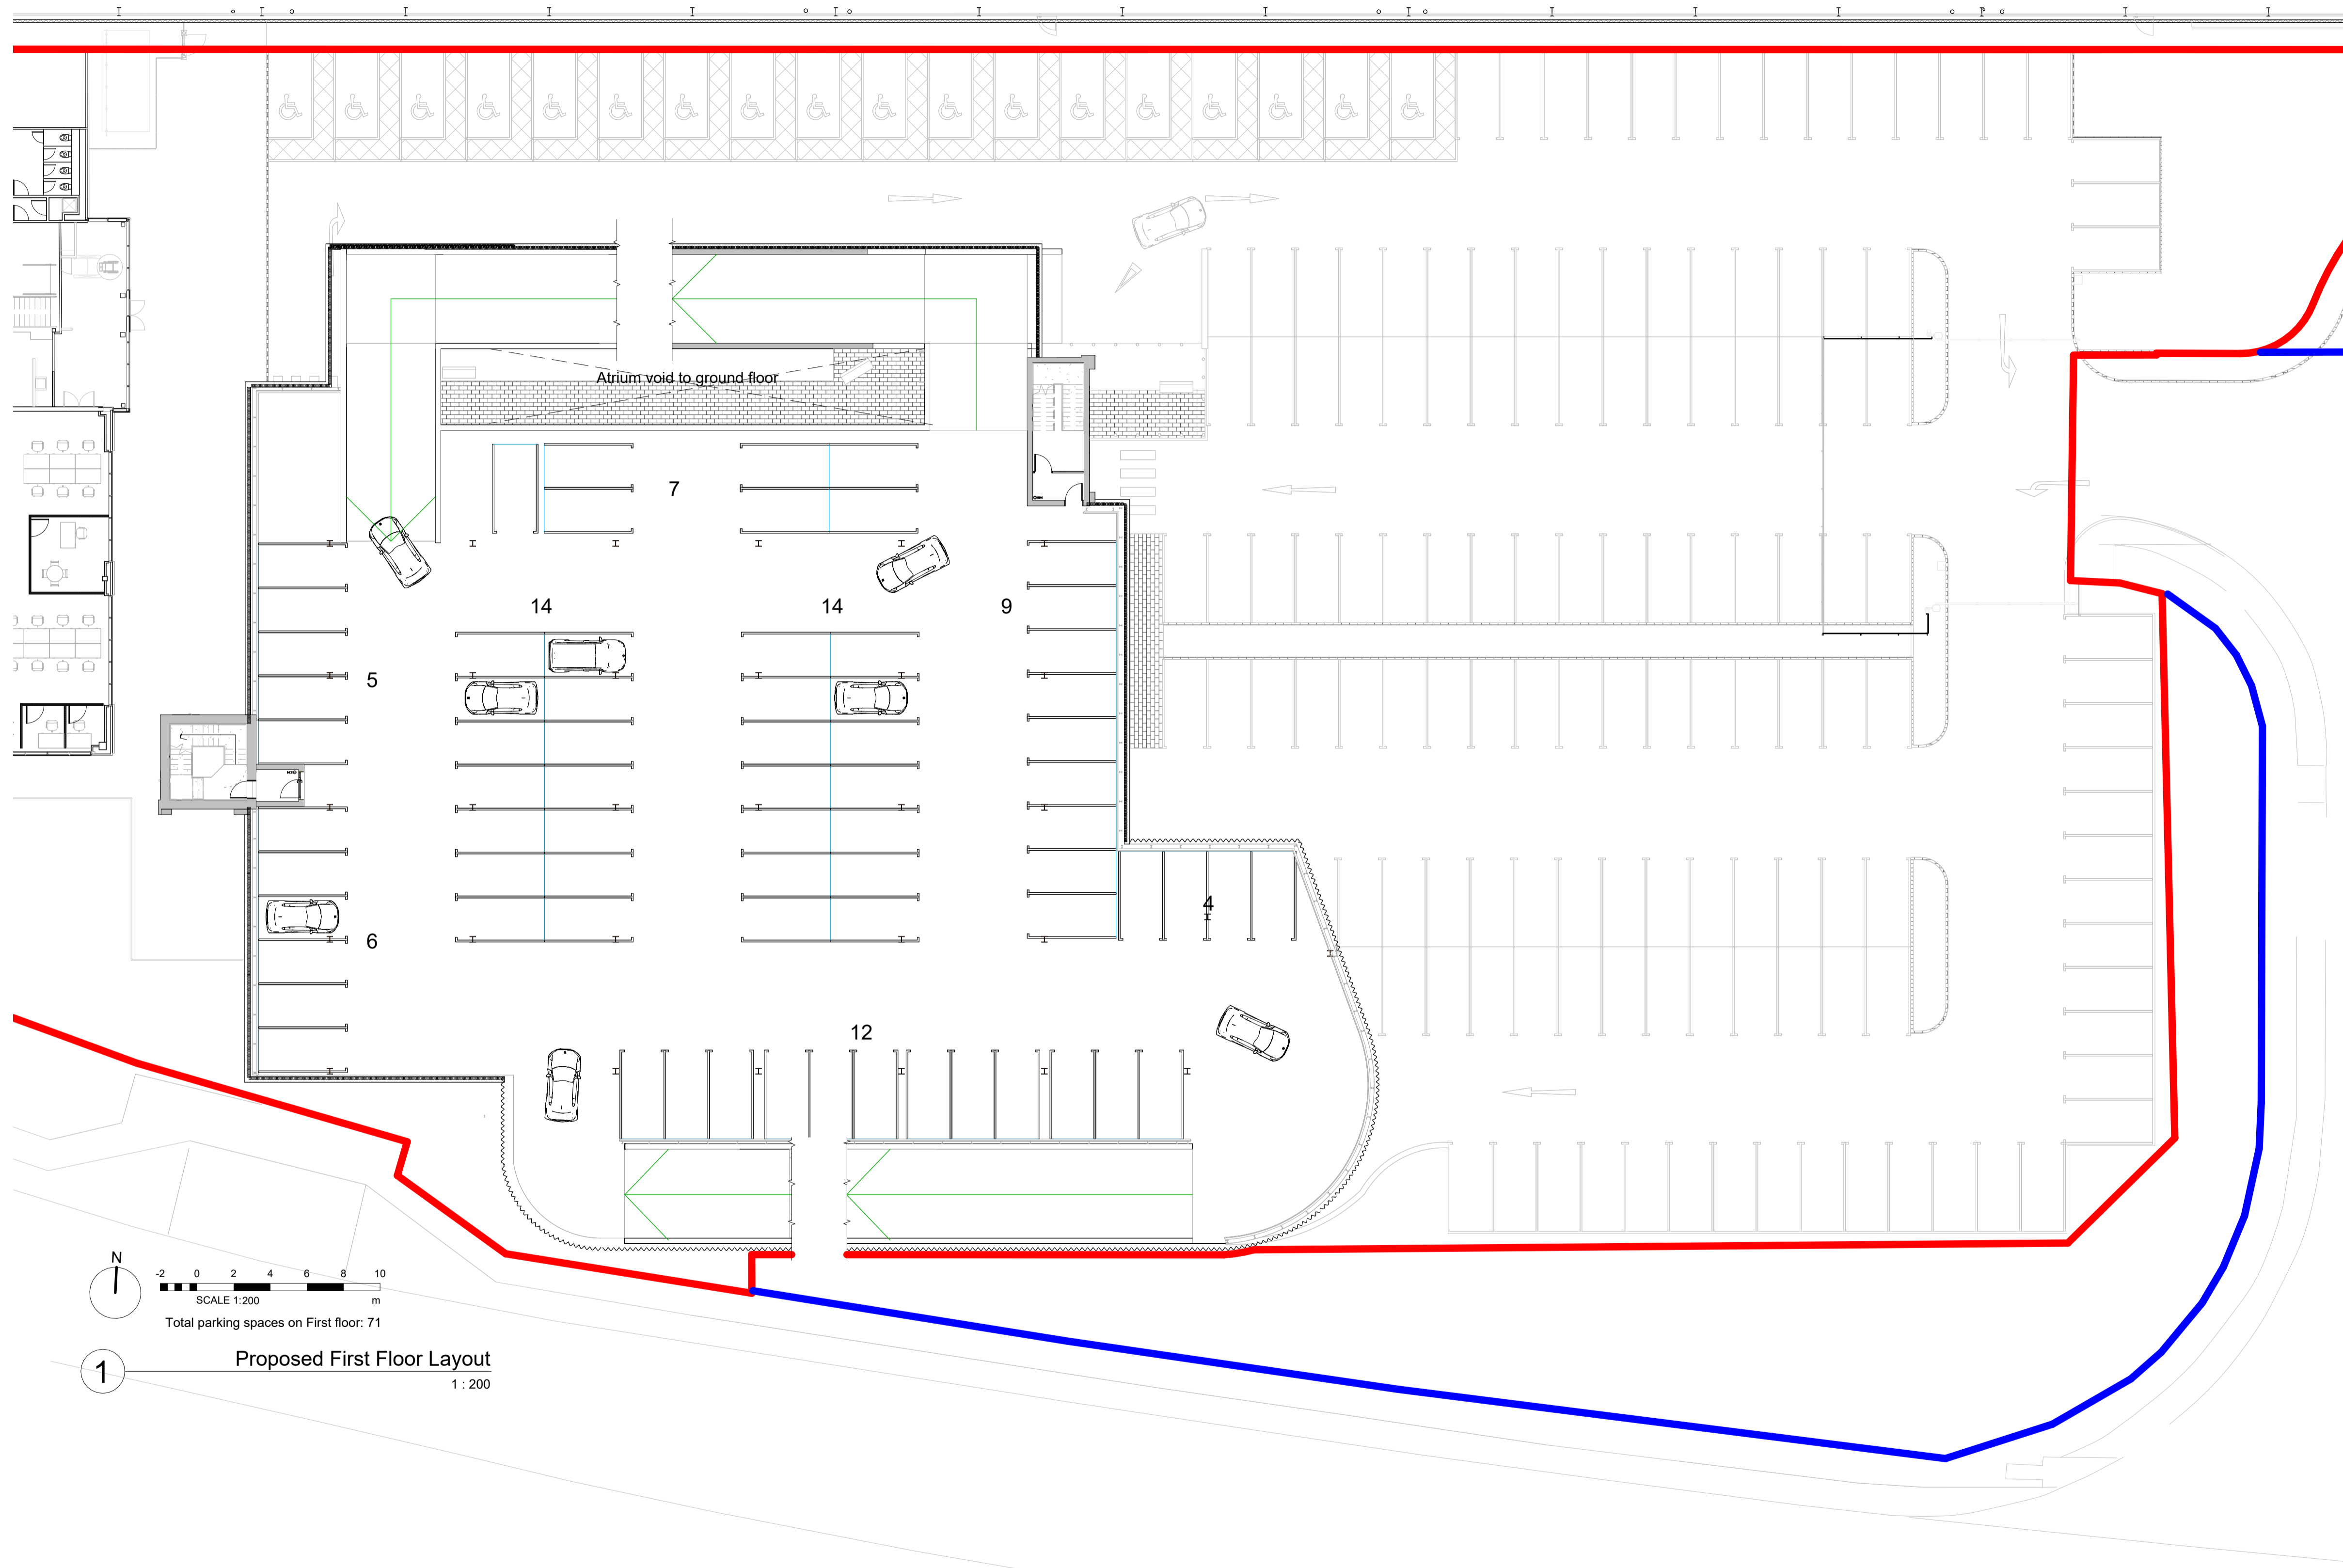 Atrium void to ground floor
7
14
14
9
5
4
6
12
N
-2 0 2 4 6 8 10
SCALE 1:200 m
Total parking spaces on First floor: 71
1
Proposed First Floor Layout
1 : 200